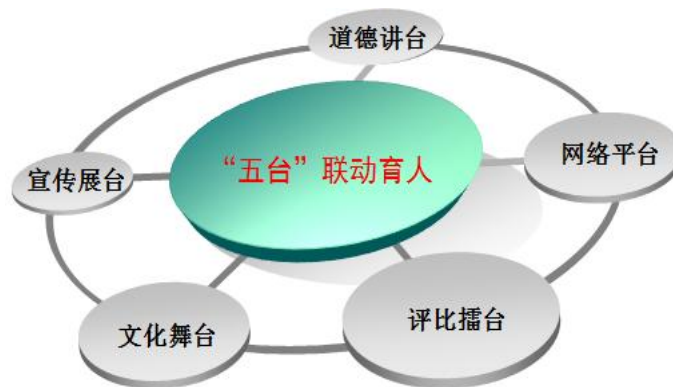 道德讲台
网络平台
宣传展台
“五台”联动育人
文化舞台
评比擂台